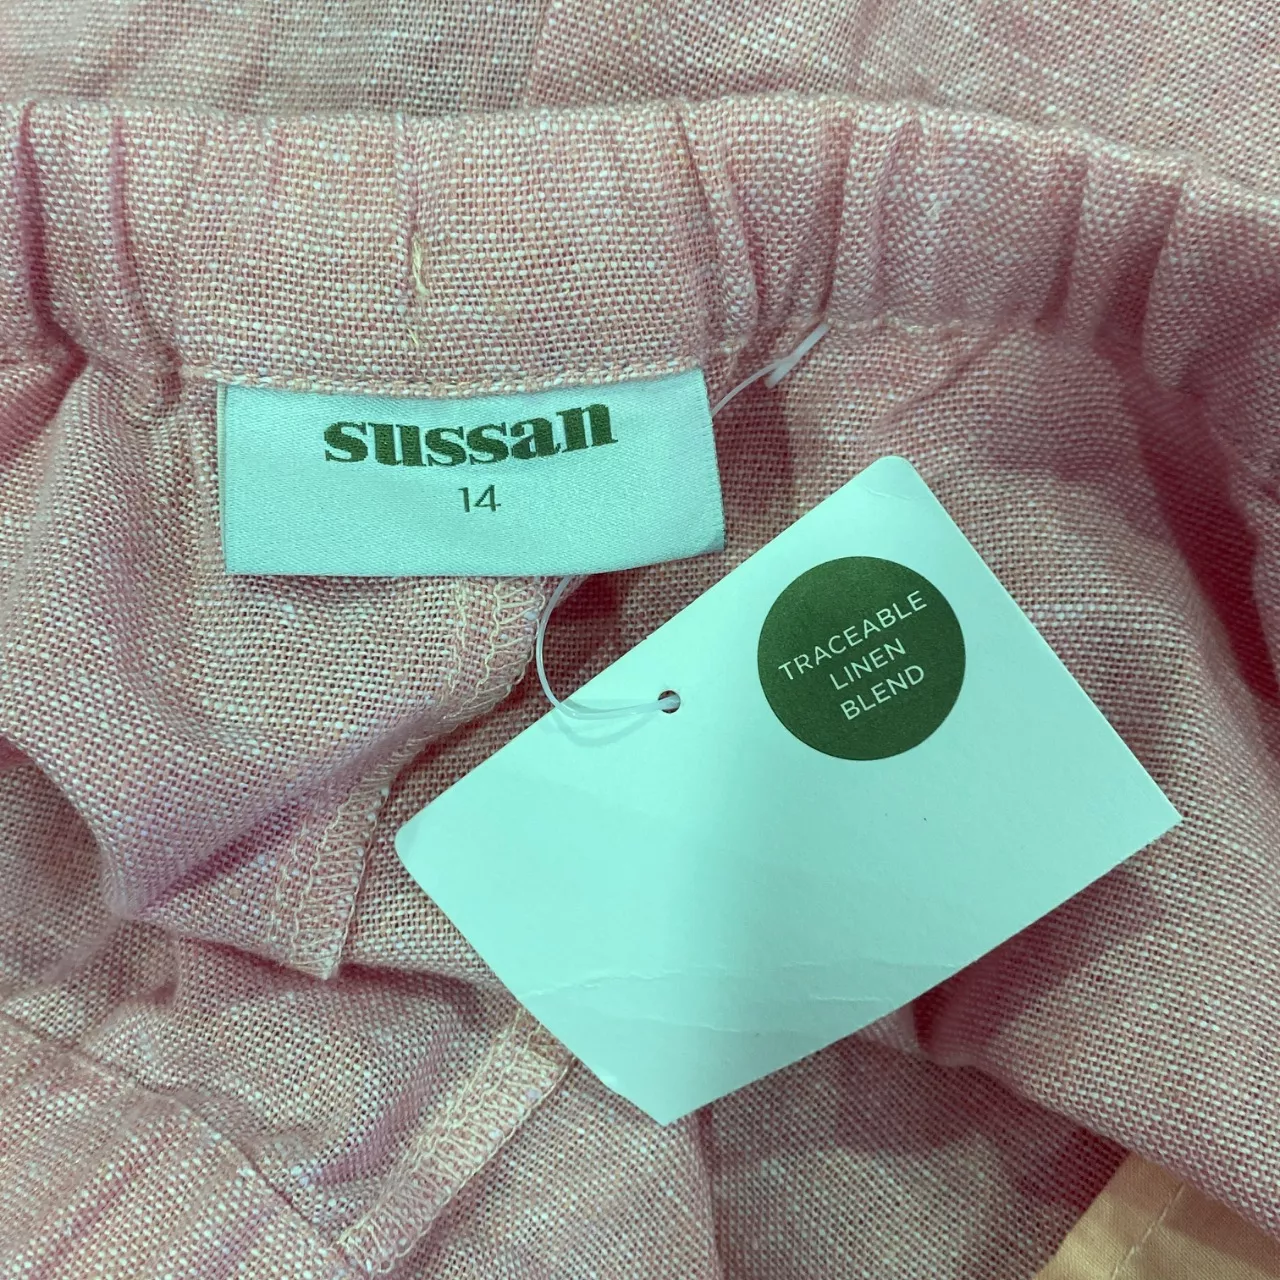 sussan
14
TRACEABLE
LINEN
BLEND